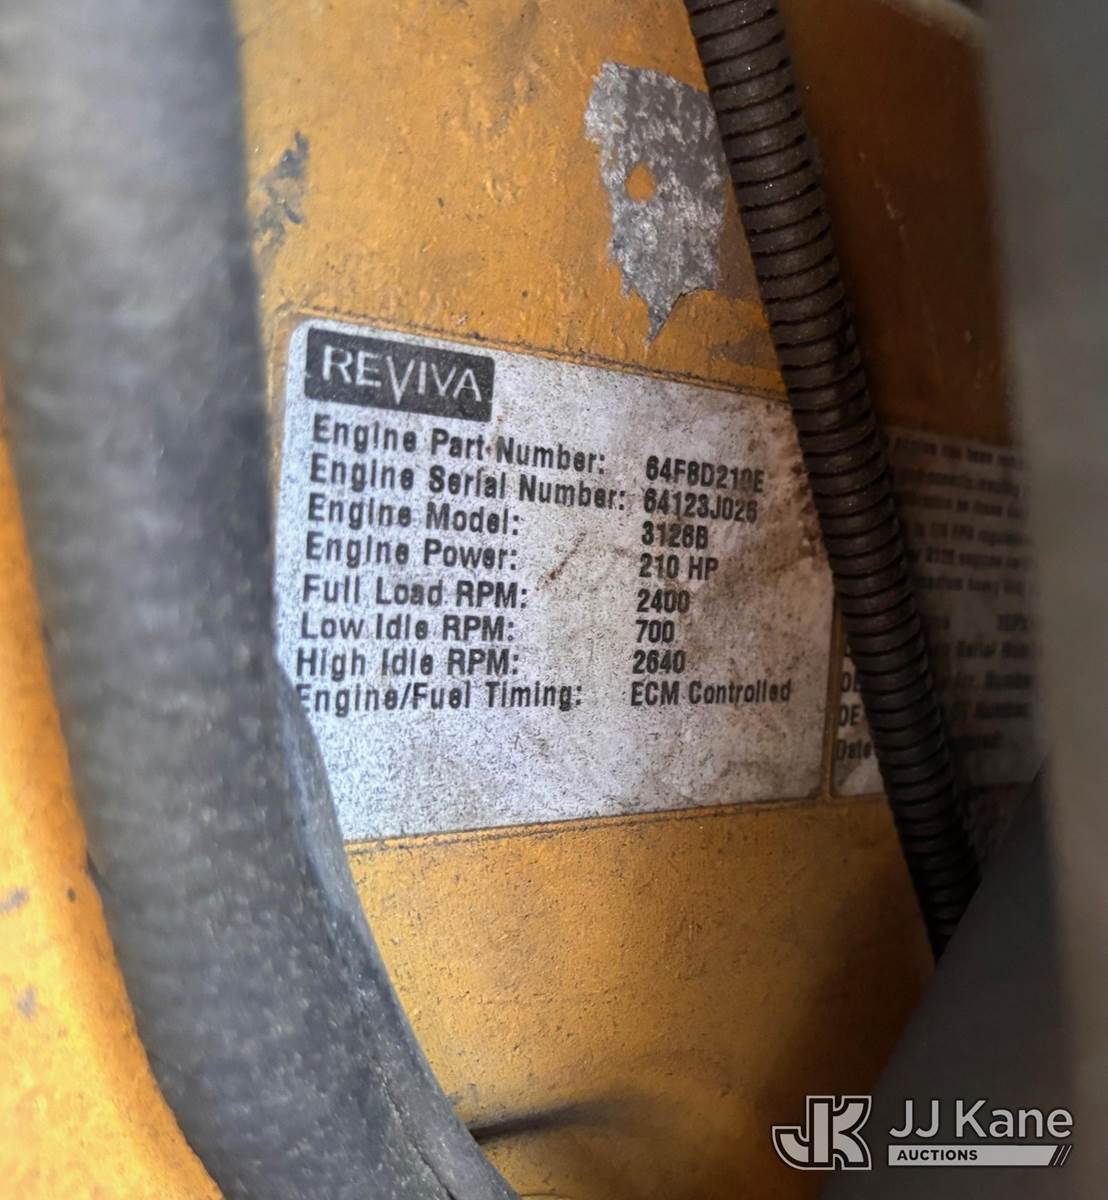 REVIVA
Engine Part Number: 64F8D210E
Engine Serial Number: 64123J026
Engine Model: 3126B
Engine Power: 210 HP
Full Load RPM: 2400
Low Idle RPM: 700
High Idle RPM: 2640
Engine/Fuel Timing: ECM Controlled
Date
JJ Kane
AUCTIONS